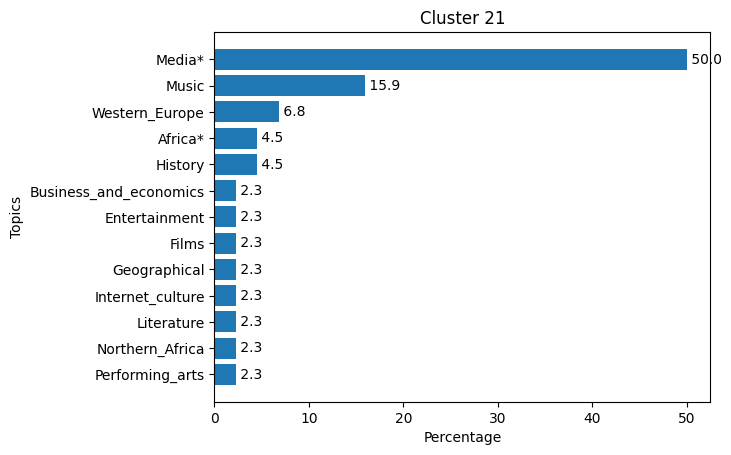 Cluster 21
Topics
Media* 50.0
Music 15.9
Western_Europe 6.8
Africa* 4.5
History 4.5
Business_and_economics 2.3
Entertainment 2.3
Films 2.3
Geographical 2.3
Internet_culture 2.3
Literature 2.3
Northern_Africa 2.3
Performing_arts 2.3
0 10 20 30 40 50
Percentage